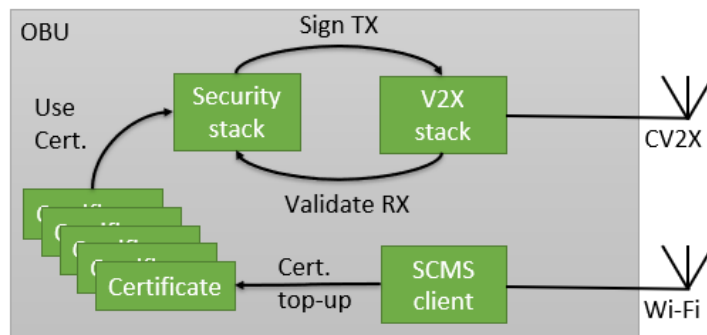 OBU
Sign TX
Security
stack
V2X
stack
Use
Cert.
CV2X
Validate RX
Certificate
Cert.
top-up
SCMS
client
Wi-Fi